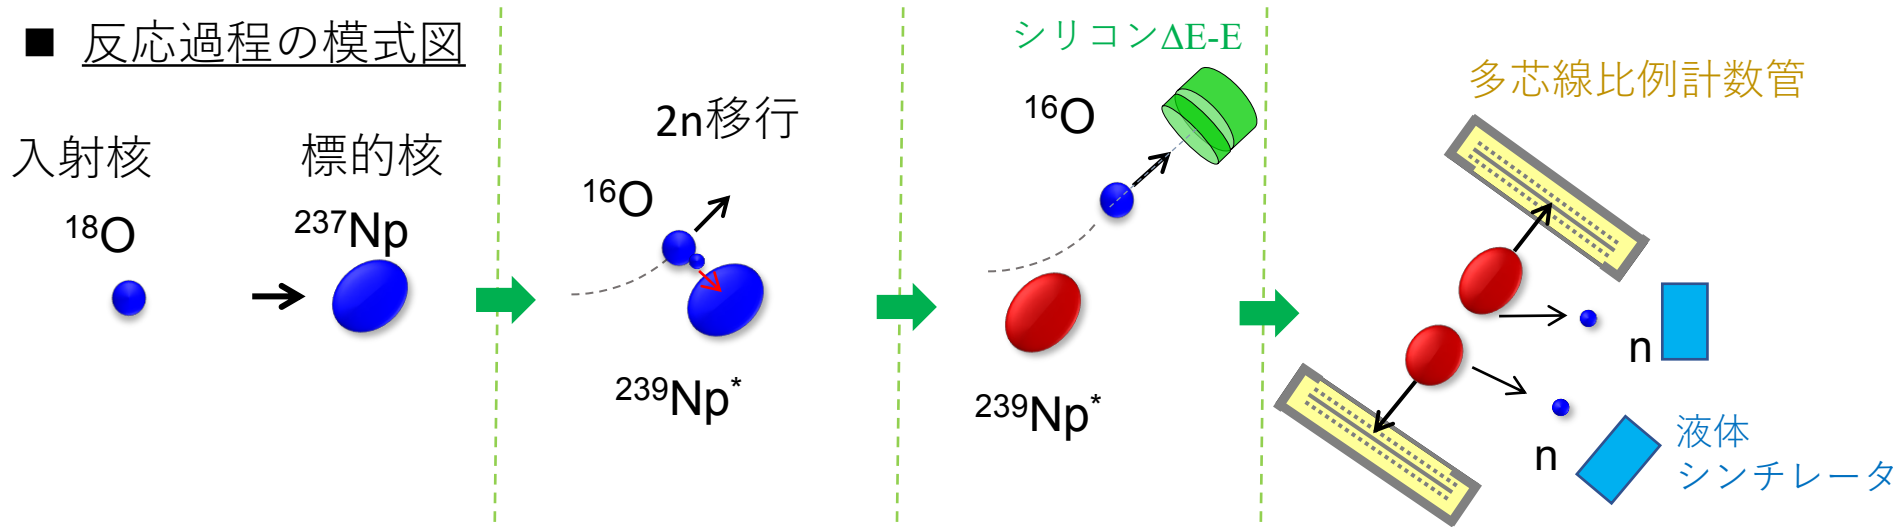 ■ 反応過程の模式図
入射核
標的核
¹⁸O
²³⁷Np
2n移行
¹⁶O
²³⁹Np*
シリコンΔE-E
¹⁶O
²³⁹Np*
多芯線比例計数管
n
n
液体
シンチレータ